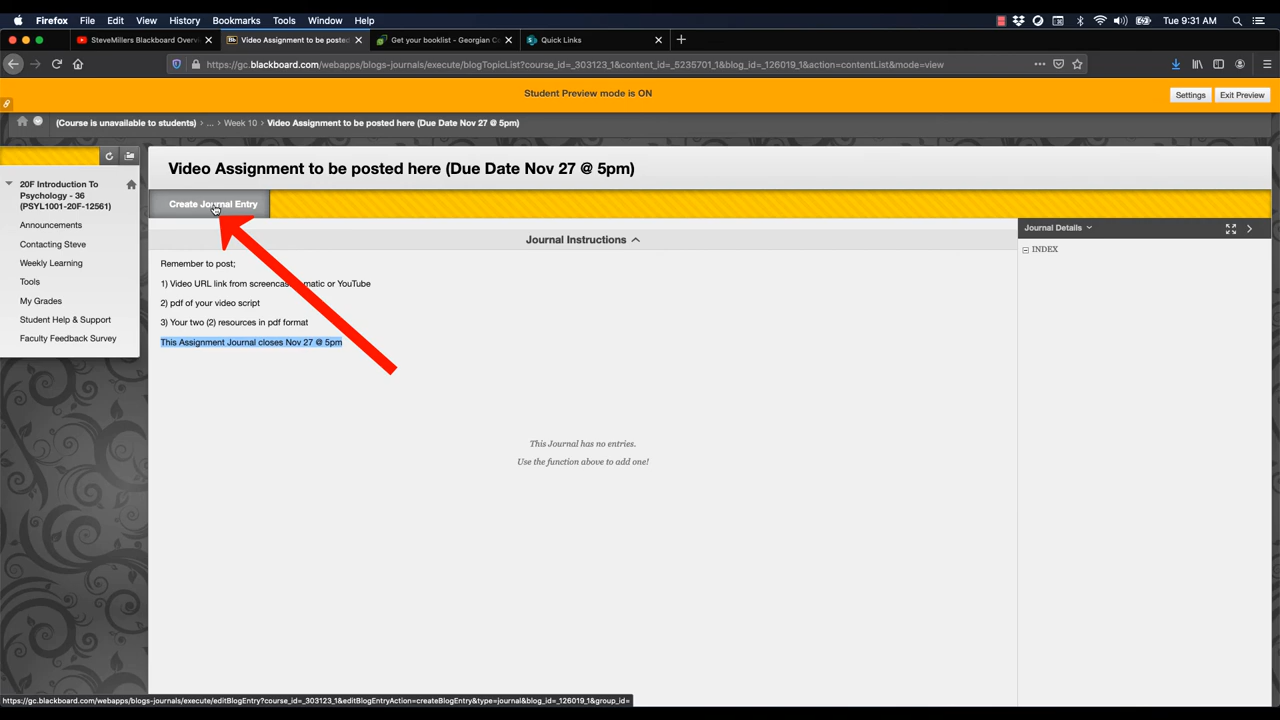 Firefox File Edit View History Bookmarks Tools Window Help Tue 9:31 AM
SteveMillers Blackboard Overvi Video Assignment to be posted Get your booklist - Georgian C Quick Links
https://gc.blackboard.com/webapps/blogs-journals/execute/blogTopicList?course_id=_303123_1&content_id=_5235701_1&blog_id=_126019_1&action=contentList&mode=view
Student Preview mode is ON Settings Exit Preview
(Course is unavailable to students) ... Week 10 Video Assignment to be posted here (Due Date Nov 27 @ 5pm)
Video Assignment to be posted here (Due Date Nov 27 @ 5pm)
Create Journal Entry
20F Introduction To
Psychology - 36
(PSYL1001-20F-12561)
Announcements
Contacting Steve
Weekly Learning
Tools
My Grades
Student Help & Support
Faculty Feedback Survey
Journal Instructions
Remember to post;
1) Video URL link from screencas matic or YouTube
2) pdf of your video script
3) Your two (2) resources in pdf format
This Assignment Journal closes Nov 27 @ 5pm
This Journal has no entries.
Use the function above to add one!
Journal Details
INDEX
https://gc.blackboard.com/webapps/blogs-journals/execute/editBlogEntry?course_id=_303123_1&editBlogEntryAction=createBlogEntry&type=journal&blog_id=_126019_1&group_id=